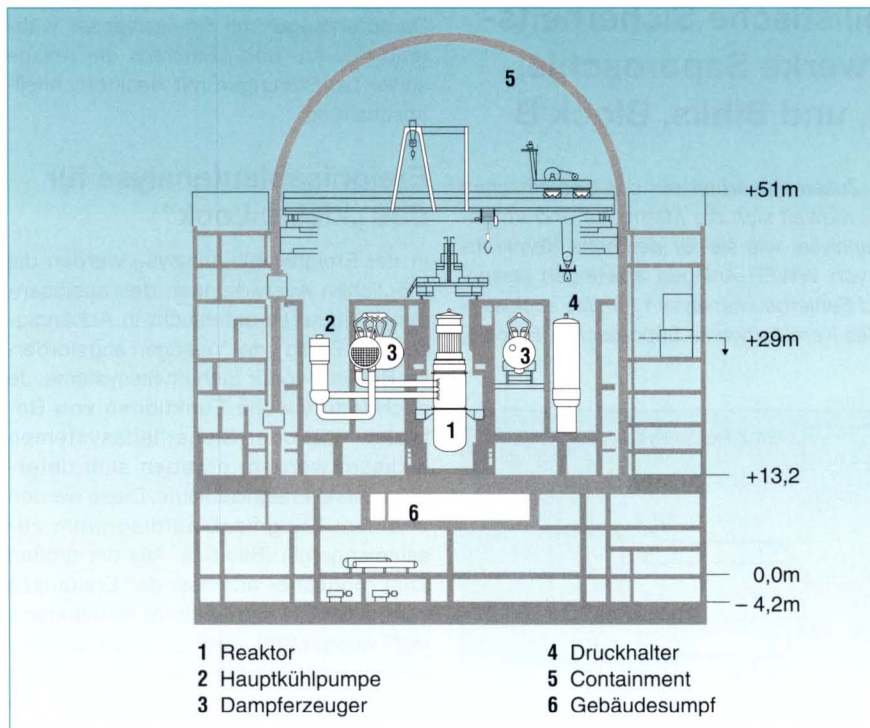 5
+51m
4
2
+29m
3
3
1
+13,2
6
0,0m
– 4,2m
1 Reaktor
2 Hauptkühlpumpe
3 Dampferzeuger
4 Druckhalter
5 Containment
6 Gebäudesumpf